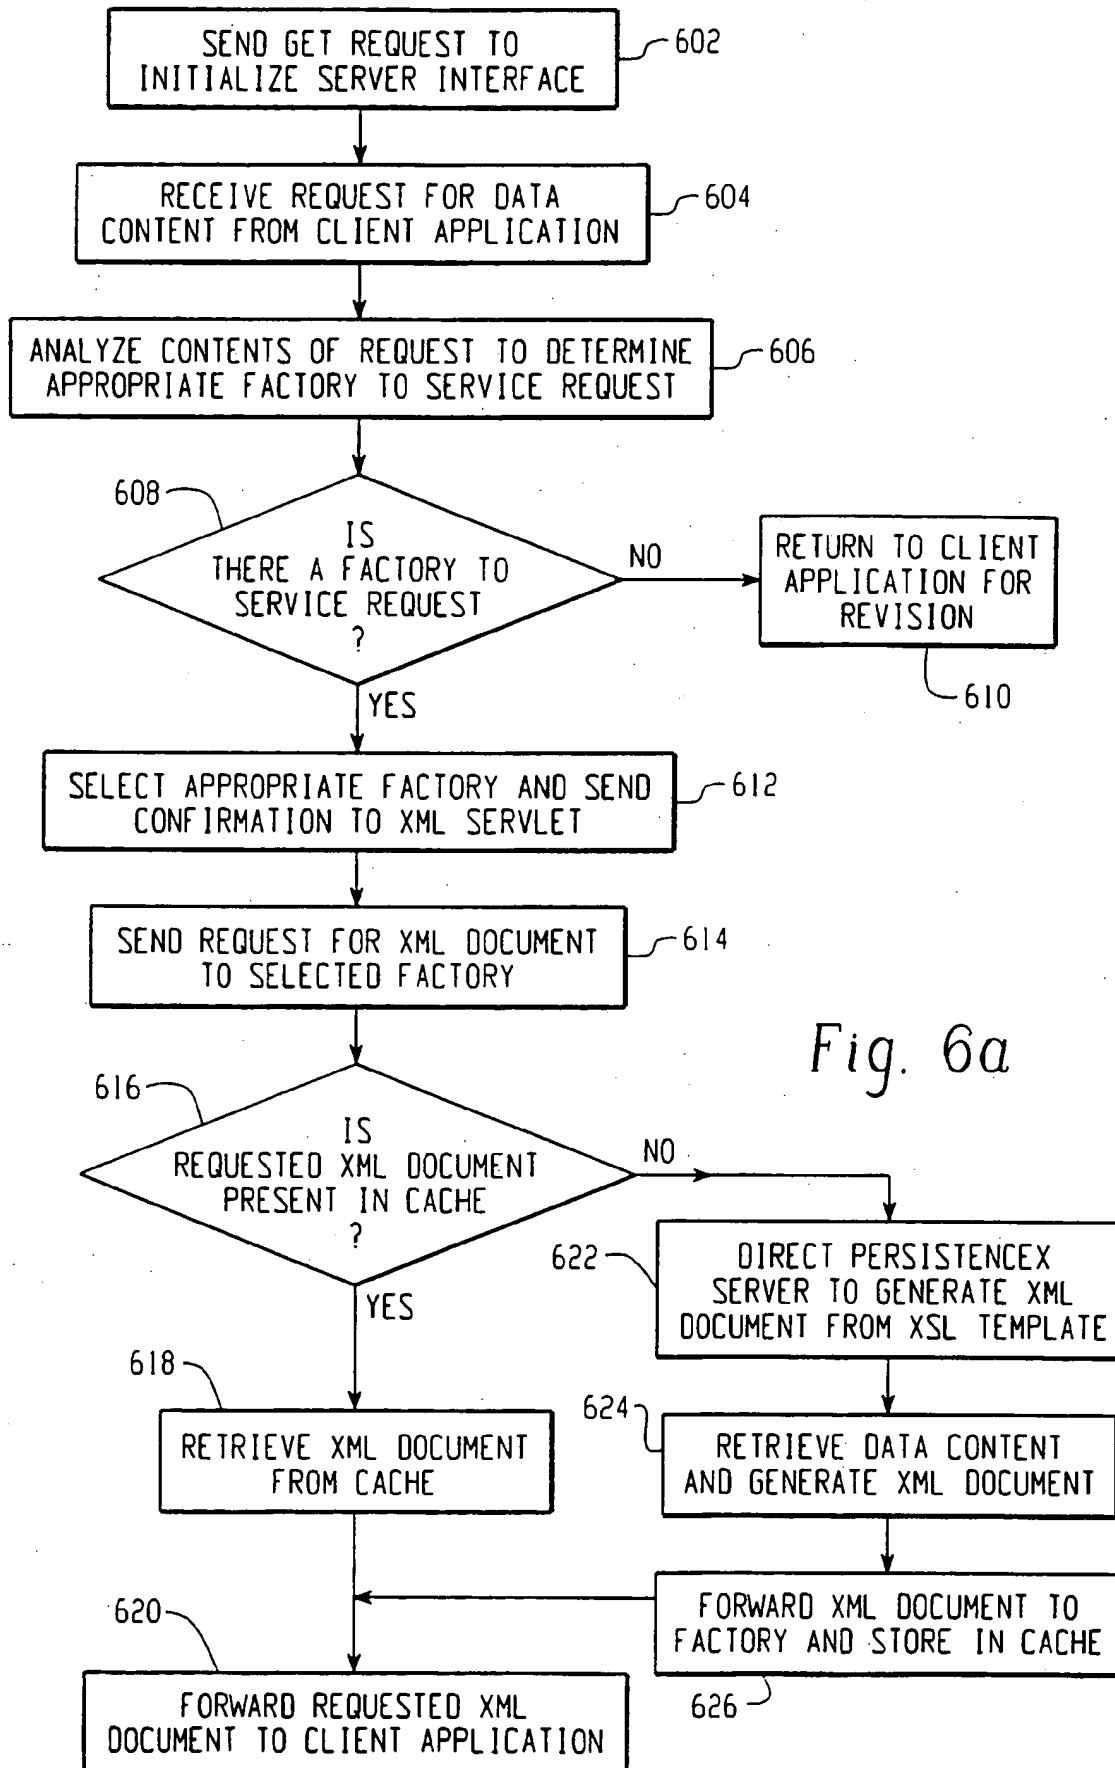 SEND GET REQUEST TO
INITIALIZE SERVER INTERFACE
602
RECEIVE REQUEST FOR DATA
CONTENT FROM CLIENT APPLICATION
604
ANALYZE CONTENTS OF REQUEST TO DETERMINE
APPROPRIATE FACTORY TO SERVICE REQUEST
606
608
IS
THERE A FACTORY TO
SERVICE REQUEST
?
NO
RETURN TO CLIENT
APPLICATION FOR
REVISION
610
YES
SELECT APPROPRIATE FACTORY AND SEND
CONFIRMATION TO XML SERVLET
612
SEND REQUEST FOR XML DOCUMENT
TO SELECTED FACTORY
614
Fig. 6a
616
IS
REQUESTED XML DOCUMENT
PRESENT IN CACHE
?
NO
YES
622
DIRECT PERSISTENCEX
SERVER TO GENERATE XML
DOCUMENT FROM XSL TEMPLATE
618
RETRIEVE XML DOCUMENT
FROM CACHE
624
RETRIEVE DATA CONTENT
AND GENERATE XML DOCUMENT
FORWARD XML DOCUMENT TO
FACTORY AND STORE IN CACHE
626
620
FORWARD REQUESTED XML
DOCUMENT TO CLIENT APPLICATION